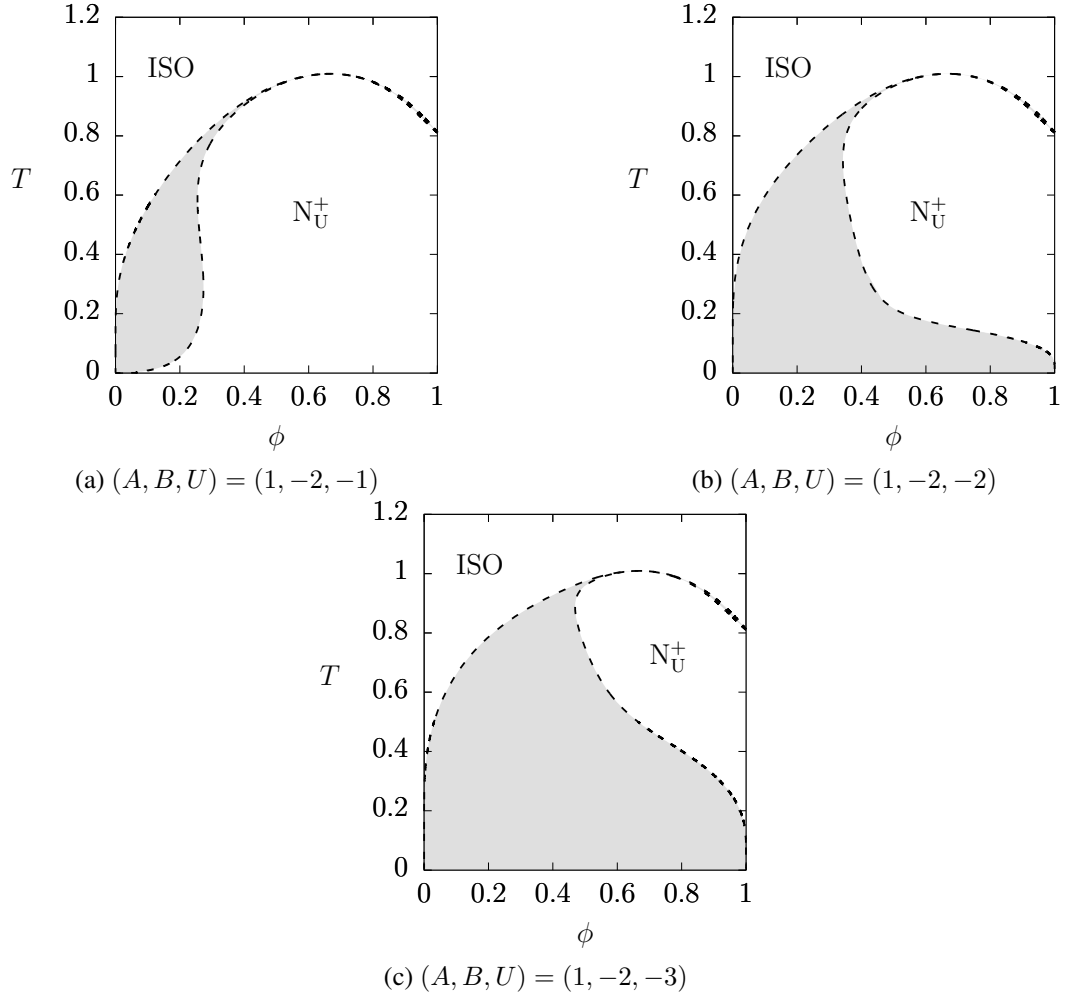 1.2
1
0.8
0.6
0.4
0.2
0
T
ISO
N_U^+
0 0.2 0.4 0.6 0.8 1
ϕ
(a) (A, B, U) = (1, −2, −1)
1.2
1
0.8
0.6
0.4
0.2
0
T
ISO
N_U^+
0 0.2 0.4 0.6 0.8 1
ϕ
(b) (A, B, U) = (1, −2, −2)
1.2
1
0.8
0.6
0.4
0.2
0
T
ISO
N_U^+
0 0.2 0.4 0.6 0.8 1
ϕ
(c) (A, B, U) = (1, −2, −3)